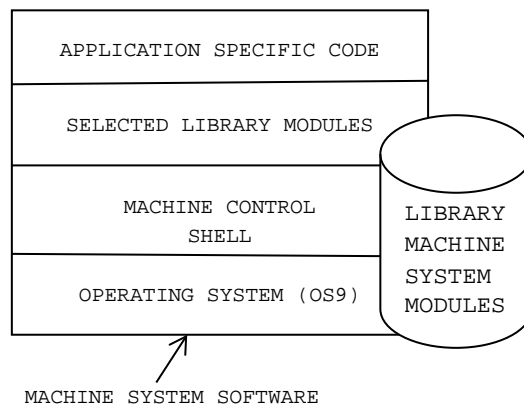 APPLICATION SPECIFIC CODE
SELECTED LIBRARY MODULES
MACHINE CONTROL
SHELL
OPERATING SYSTEM (OS9)
LIBRARY
MACHINE
SYSTEM
MODULES
MACHINE SYSTEM SOFTWARE